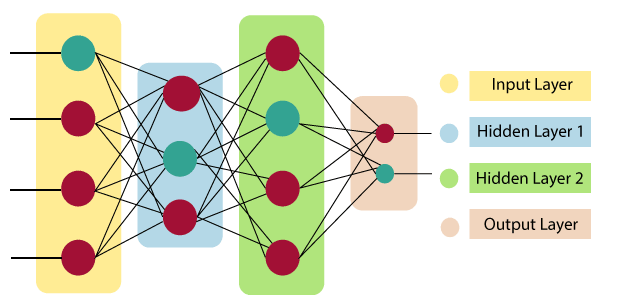 Input Layer
Hidden Layer 1
Hidden Layer 2
Output Layer